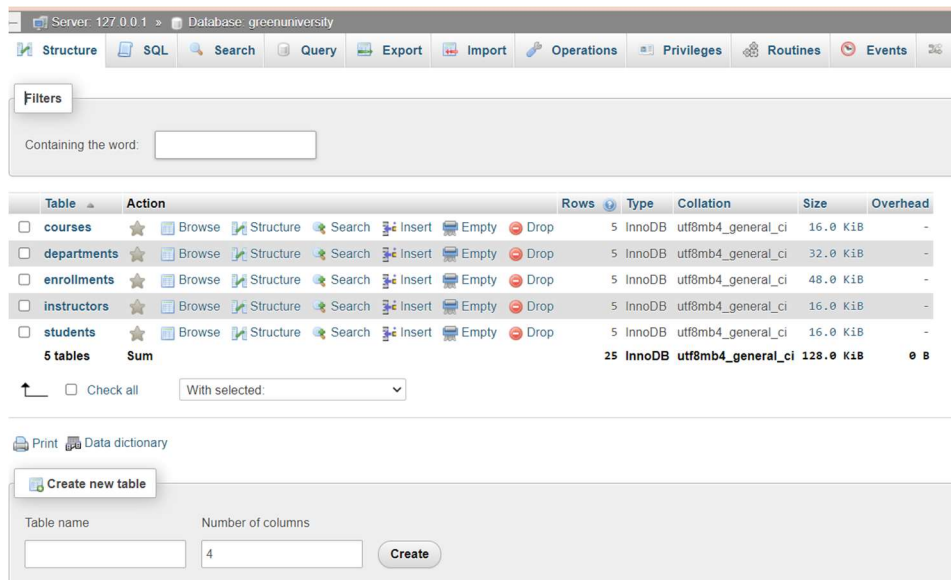 Server: 127.0.0.1 » Database: greenuniversity
Structure SQL Search Query Export Import Operations Privileges Routines Events
Filters
Containing the word:
Table Action Rows Type Collation Size Overhead
courses Browse Structure Search Insert Empty Drop 5 InnoDB utf8mb4_general_ci 16.0 KiB -
departments Browse Structure Search Insert Empty Drop 5 InnoDB utf8mb4_general_ci 32.0 KiB -
enrollments Browse Structure Search Insert Empty Drop 5 InnoDB utf8mb4_general_ci 48.0 KiB -
instructors Browse Structure Search Insert Empty Drop 5 InnoDB utf8mb4_general_ci 16.0 KiB -
students Browse Structure Search Insert Empty Drop 5 InnoDB utf8mb4_general_ci 16.0 KiB -
5 tables Sum 25 InnoDB utf8mb4_general_ci 128.0 KiB 0 B
Check all With selected:
Print Data dictionary
Create new table
Table name Number of columns
4 Create